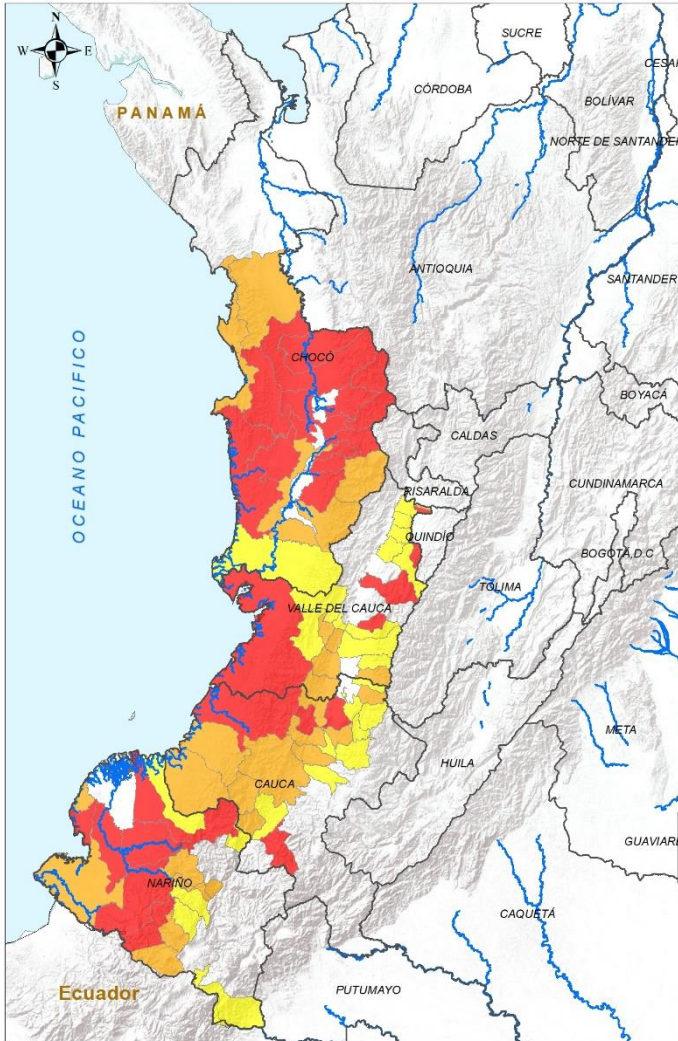 SUCRE
N
W E
S
CESAR
CÓRDOBA
BOLÍVAR
PANAMÁ
NORTE DE SANTANDER
ANTIOQUIA
SANTANDER
OCEANO PACIFICO
CHOCÓ
BOYACÁ
CALDAS
CUNDINAMARCA
RISARALDA
QUINDÍO
BOGOTÁ, D.C
TOLIMA
VALLE DEL CAUCA
META
HUILA
CAUCA
GUAVIARE
NARIÑO
CAQUETÁ
PUTUMAYO
Ecuador